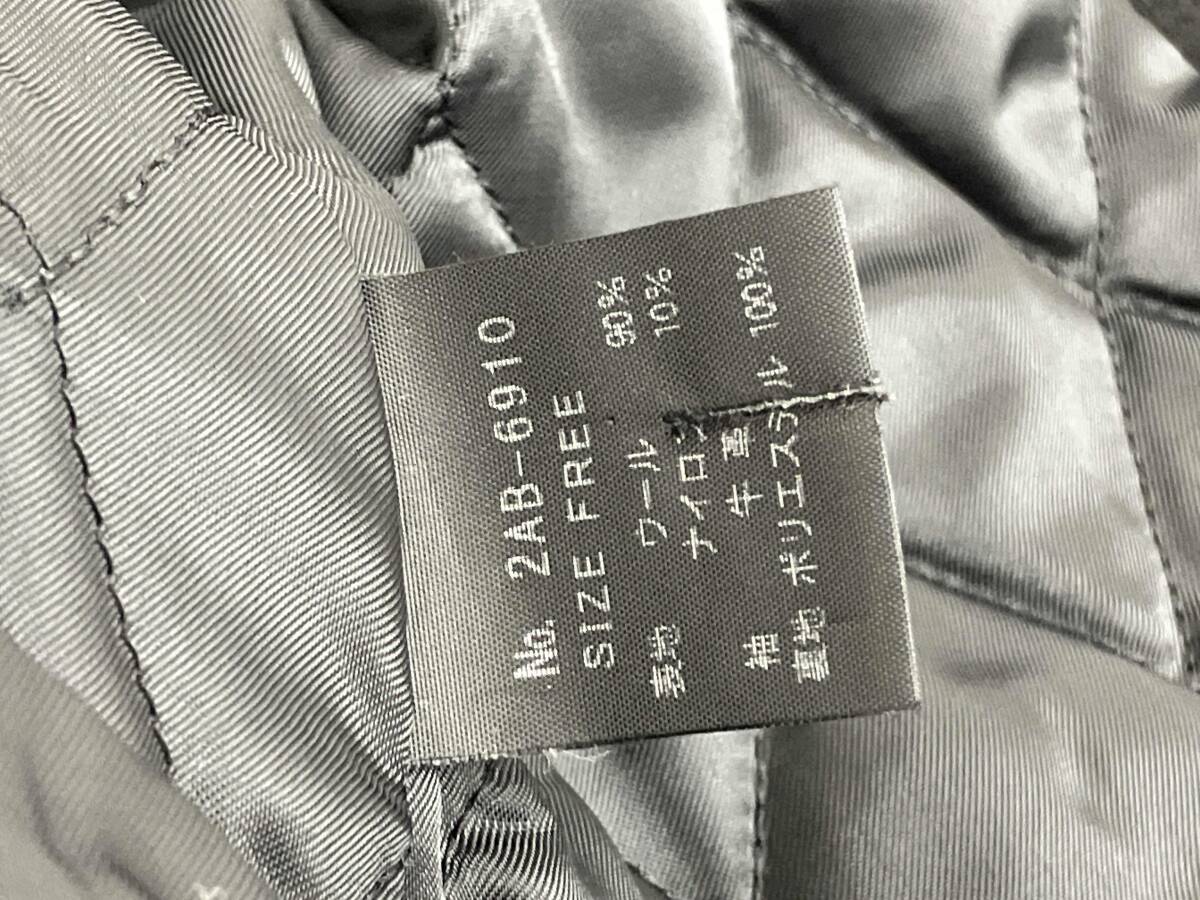 No. 2AB-6910
SIZE FREE
表地 ウール 90%
ナイロン 10%
袖 牛革
裏地 ポリエステル 100%